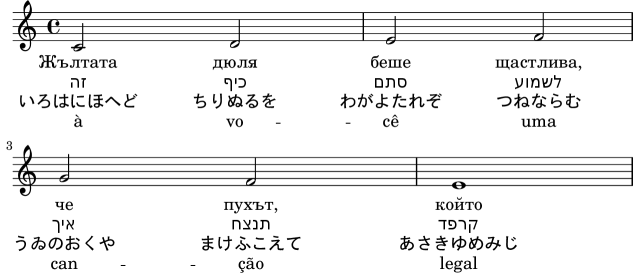 Жълтата дюля беше щастлива,
זה כיף סתם לשמוע
いろはにほへど ちりぬるを わがよたれぞ つねならむ
à vo -- cê uma
3
че пухът, който
איך תנצח קרפד
うゐのおくや まけふこえて あさきゆめみじ
can -- ção legal